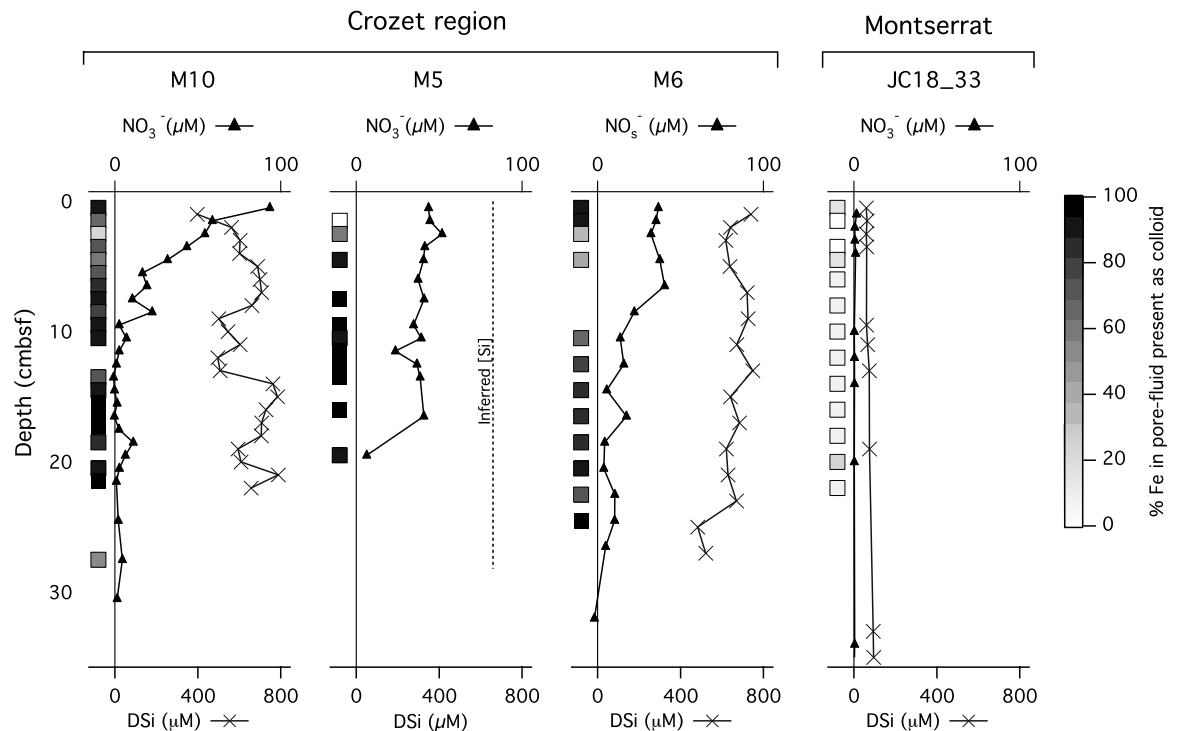 Crozet region
Montserrat
M10 M5 M6 JC18_33
NO3-(µM) NO3-(µM) NOs- (µM) NO3- (µM)
0 100 0 100 0 100 0 100
0
10
20
30
Depth (cmbsf)
Inferred [Si]
100
80
60
40
20
0
% Fe in pore-fluid present as colloid
0 400 800 0 400 800 0 400 800 0 400 800
DSi (µM) DSi (µM) DSi (µM) DSi (µM)